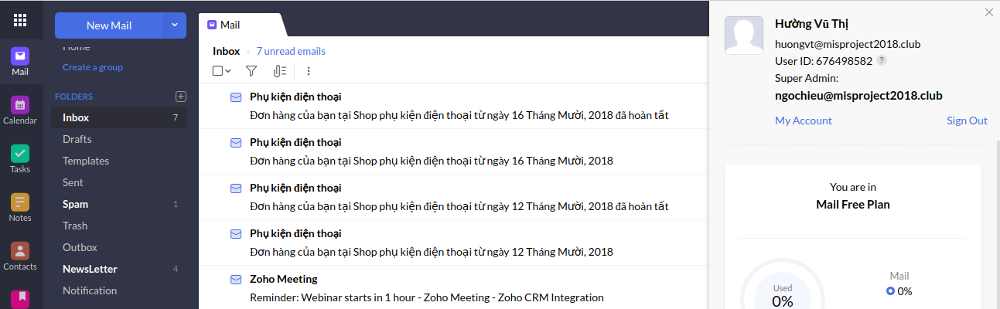 New Mail
Home
Create a group
FOLDERS
Inbox 7
Drafts
Templates
Sent
Spam 1
Trash
Outbox
NewsLetter 4
Notification
Mail
Calendar
Tasks
Notes
Contacts
Mail
Inbox 7 unread emails
Phụ kiện điện thoại
Đơn hàng của bạn tại Shop phụ kiện điện thoại từ ngày 16 Tháng Mười, 2018 đã hoàn tất
Phụ kiện điện thoại
Đơn hàng của bạn tại Shop phụ kiện điện thoại từ ngày 16 Tháng Mười, 2018
Phụ kiện điện thoại
Đơn hàng của bạn tại Shop phụ kiện điện thoại từ ngày 12 Tháng Mười, 2018 đã hoàn tất
Phụ kiện điện thoại
Đơn hàng của bạn tại Shop phụ kiện điện thoại từ ngày 12 Tháng Mười, 2018
Zoho Meeting
Reminder: Webinar starts in 1 hour - Zoho Meeting - Zoho CRM Integration
Hường Vũ Thị
huongvt@misproject2018.club
User ID: 676498582 ?
Super Admin:
ngochieu@misproject2018.club
My Account Sign Out
You are in
Mail Free Plan
Used
0%
Mail
0%